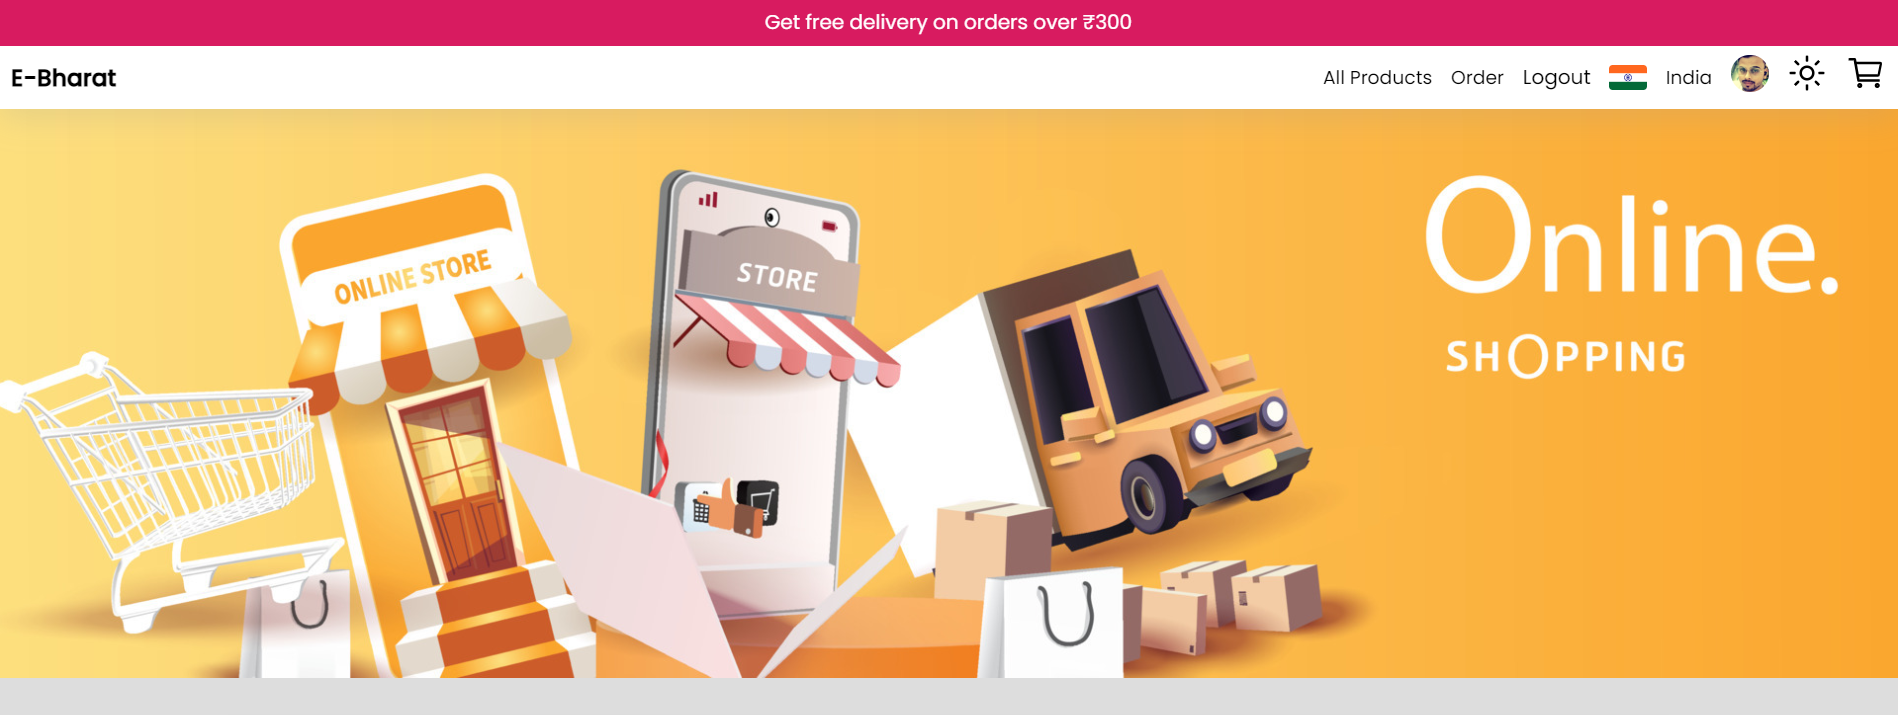 Get free delivery on orders over ₹300
E-Bharat
All Products Order Logout India
Online.
SHOPPING
ONLINE STORE
STORE